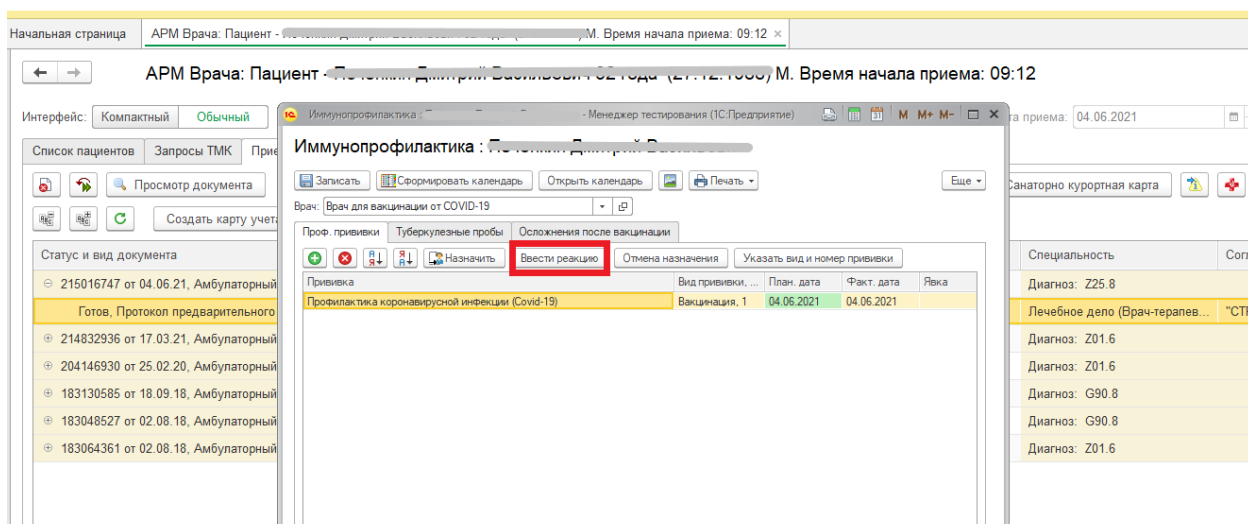 Начальная страница АРМ Врача: Пациент - М. Время начала приема: 09:12 ×
АРМ Врача: Пациент - М. Время начала приема: 09:12
Интерфейс: Компактный Обычный
та приема: 04.06.2021
Список пациентов Запросы ТМК Прие
Просмотр документа
Санаторно курортная карта
Создать карту учета
Статус и вид документа
Специальность
215016747 от 04.06.21, Амбулаторный
Диагноз: Z25.8
Готов, Протокол предварительного
Лечебное дело (Врач-терапев...
214832936 от 17.03.21, Амбулаторный
Диагноз: Z01.6
204146930 от 25.02.20, Амбулаторный
Диагноз: Z01.6
183130585 от 18.09.18, Амбулаторный
Диагноз: G90.8
183048527 от 02.08.18, Амбулаторный
Диагноз: G90.8
183064361 от 02.08.18, Амбулаторный
Диагноз: Z01.6
Иммунопрофилактика : - Менеджер тестирования (1С:Предприятие) M M+ M-
Иммунопрофилактика :
Записать Сформировать календарь Открыть календарь Печать Еще
Врач: Врач для вакцинации от COVID-19
Проф. прививки Туберкулезные пробы Осложнения после вакцинации
Назначить Ввести реакцию Отмена назначения Указать вид и номер прививки
Прививка Вид прививки, ... План. дата Факт. дата Явка
Профилактика коронавирусной инфекции (Covid-19) Вакцинация, 1 04.06.2021 04.06.2021